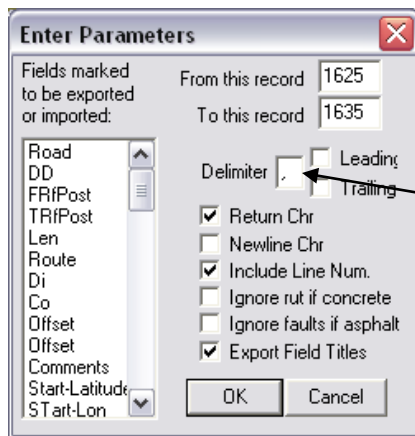 Enter Parameters
Fields marked
to be exported
or imported:
From this record 1625
To this record 1635
Road
DD
FRfPost
TRfPost
Len
Route
Di
Co
Offset
Offset
Comments
Start-Latitude
STart-Lon
Delimiter ,
Leading
Trailing
Return Chr
Newline Chr
Include Line Num.
Ignore rut if concrete
Ignore faults if asphalt
Export Field Titles
OK
Cancel